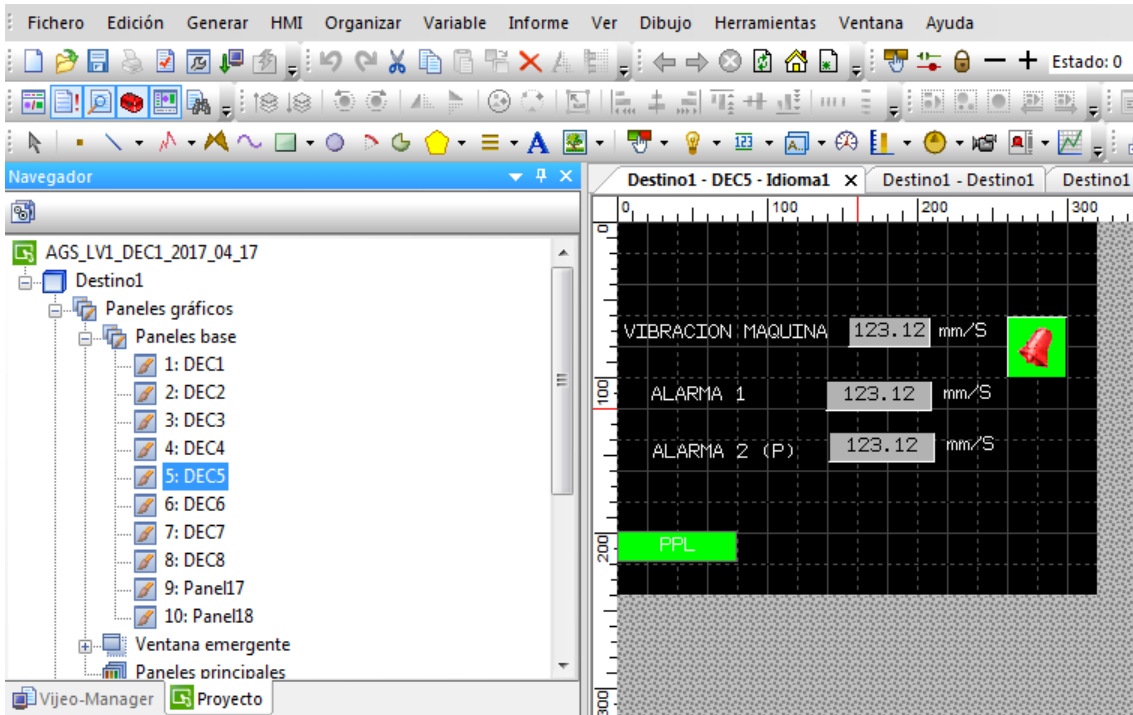 Fichero Edición Generar HMI Organizar Variable Informe Ver Dibujo Herramientas Ventana Ayuda
Estado: 0
Navegador
AGS_LV1_DEC1_2017_04_17
Destino1
Paneles gráficos
Paneles base
1: DEC1
2: DEC2
3: DEC3
4: DEC4
5: DEC5
6: DEC6
7: DEC7
8: DEC8
9: Panel17
10: Panel18
Ventana emergente
Paneles principales
Vijeo-Manager Proyecto
Destino1 - DEC5 - Idioma1 X Destino1 - Destino1 Destino1
0 100 200 300
0
100
200
300
VIBRACION MAQUINA 123.12 mm/S
ALARMA 1 123.12 mm/S
ALARMA 2 (P) 123.12 mm/S
PPL